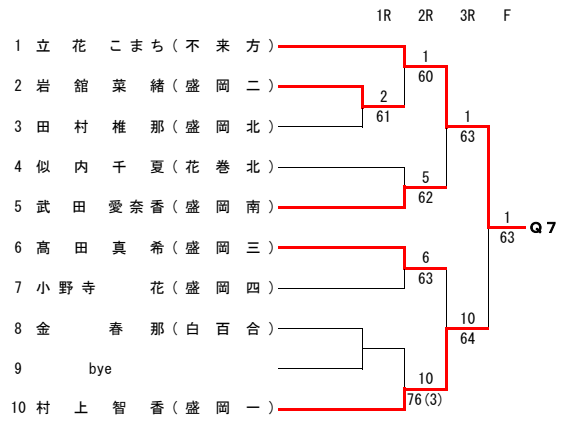 1R 2R 3R F
1 立花 こまち(不来方)
2 岩舘 菜緒(盛岡二)
3 田村 椎那(盛岡北)
4 似内 千夏(花巻北)
5 武田 愛奈香(盛岡南)
6 髙田 真希(盛岡三)
7 小野寺 花(盛岡四)
8 金 春那(白百合)
9 bye
10 村上 智香(盛岡一)
1
60
2
61
1
63
5
62
1
63
Q7
6
63
10
64
10
76(3)